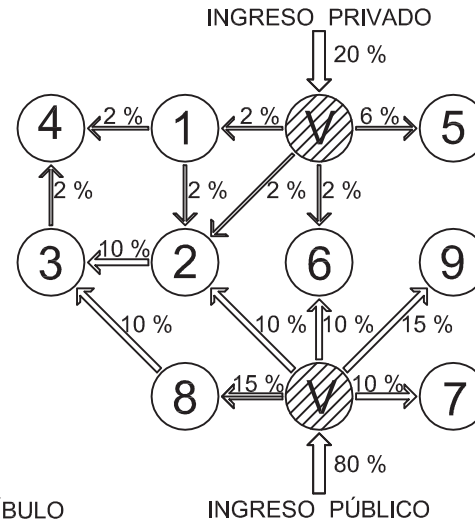 INGRESO PRIVADO
20 %
4 2 % 1 2 % V 6 % 5
2 % 2 % 2 % 2 %
3 10 % 2 6 9
10 % 10 % 10 % 15 %
8 15 % V 10 % 7
80 %
ÍBULO INGRESO PÚBLICO